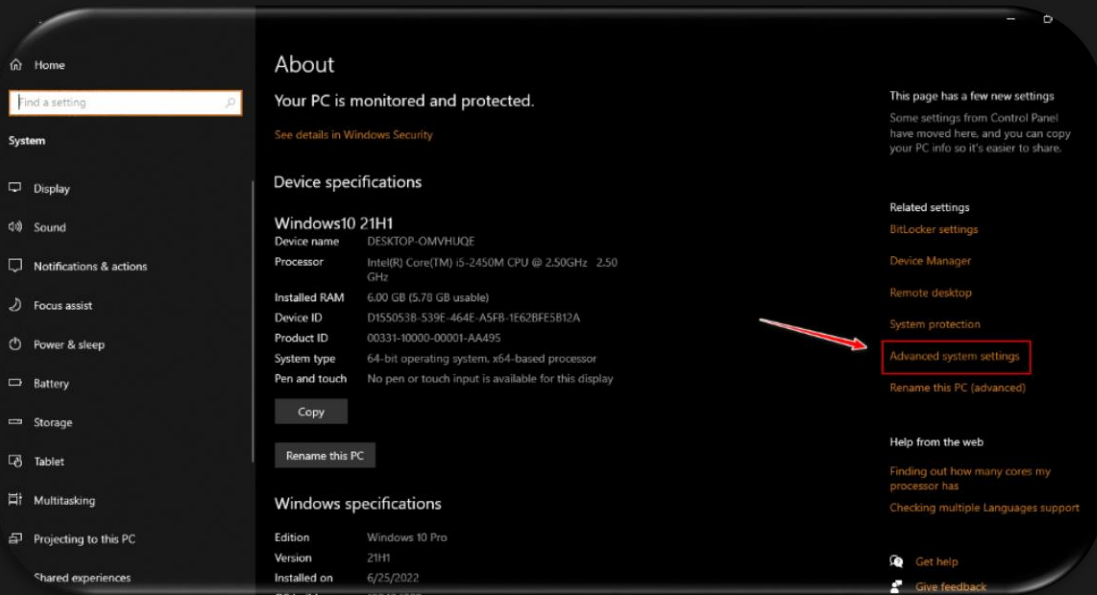 Home
Find a setting
System
Display
Sound
Notifications & actions
Focus assist
Power & sleep
Battery
Storage
Tablet
Multitasking
Projecting to this PC
Shared experiences
About
Your PC is monitored and protected.
See details in Windows Security
Device specifications
Windows10 21H1
Device name DESKTOP-OMVHUQE
Processor Intel(R) Core(TM) i5-2450M CPU @ 2.50GHz 2.50
GHz
Installed RAM 6.00 GB (5.78 GB usable)
Device ID D155053B-539E-464E-A5FB-1E62BFE5B12A
Product ID 00331-10000-00001-AA495
System type 64-bit operating system, x64-based processor
Pen and touch No pen or touch input is available for this display
Copy
Rename this PC
Windows specifications
Edition Windows 10 Pro
Version 21H1
Installed on 6/25/2022
This page has a few new settings
Some settings from Control Panel
have moved here, and you can copy
your PC info so it's easier to share.
Related settings
BitLocker settings
Device Manager
Remote desktop
System protection
Advanced system settings
Rename this PC (advanced)
Help from the web
Finding out how many cores my
processor has
Checking multiple Languages support
Get help
Give feedback